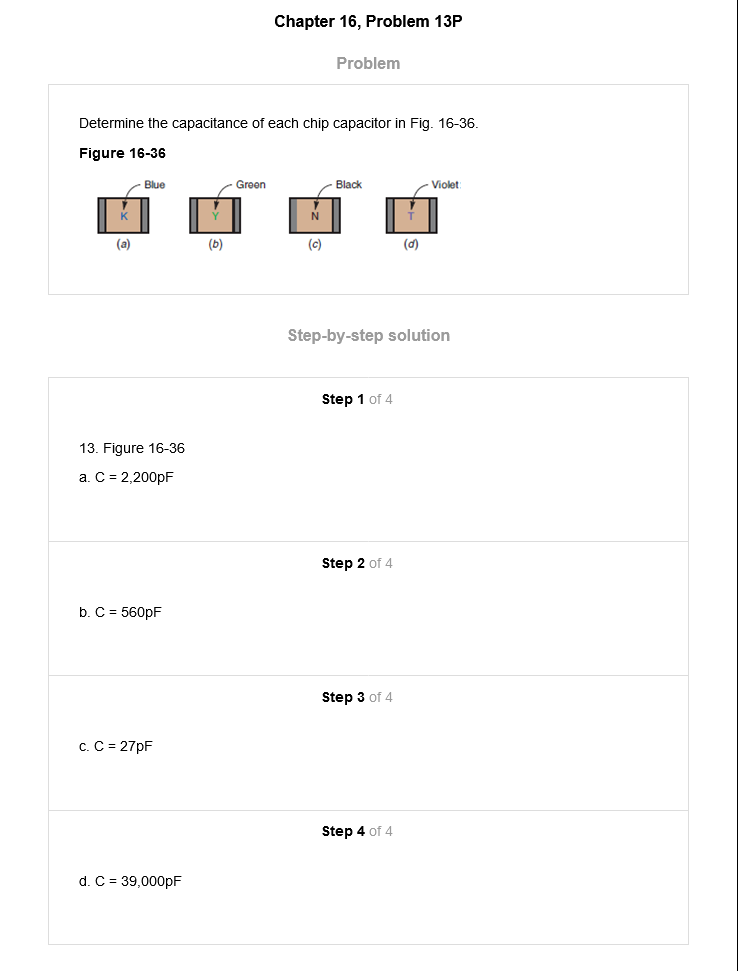 Chapter 16, Problem 13P
Problem
Determine the capacitance of each chip capacitor in Fig. 16-36.
Figure 16-36
Blue Green Black Violet
K Y N T
(a) (b) (c) (d)
Step-by-step solution
Step 1 of 4
13. Figure 16-36
a. C = 2,200pF
Step 2 of 4
b. C = 560pF
Step 3 of 4
c. C = 27pF
Step 4 of 4
d. C = 39,000pF